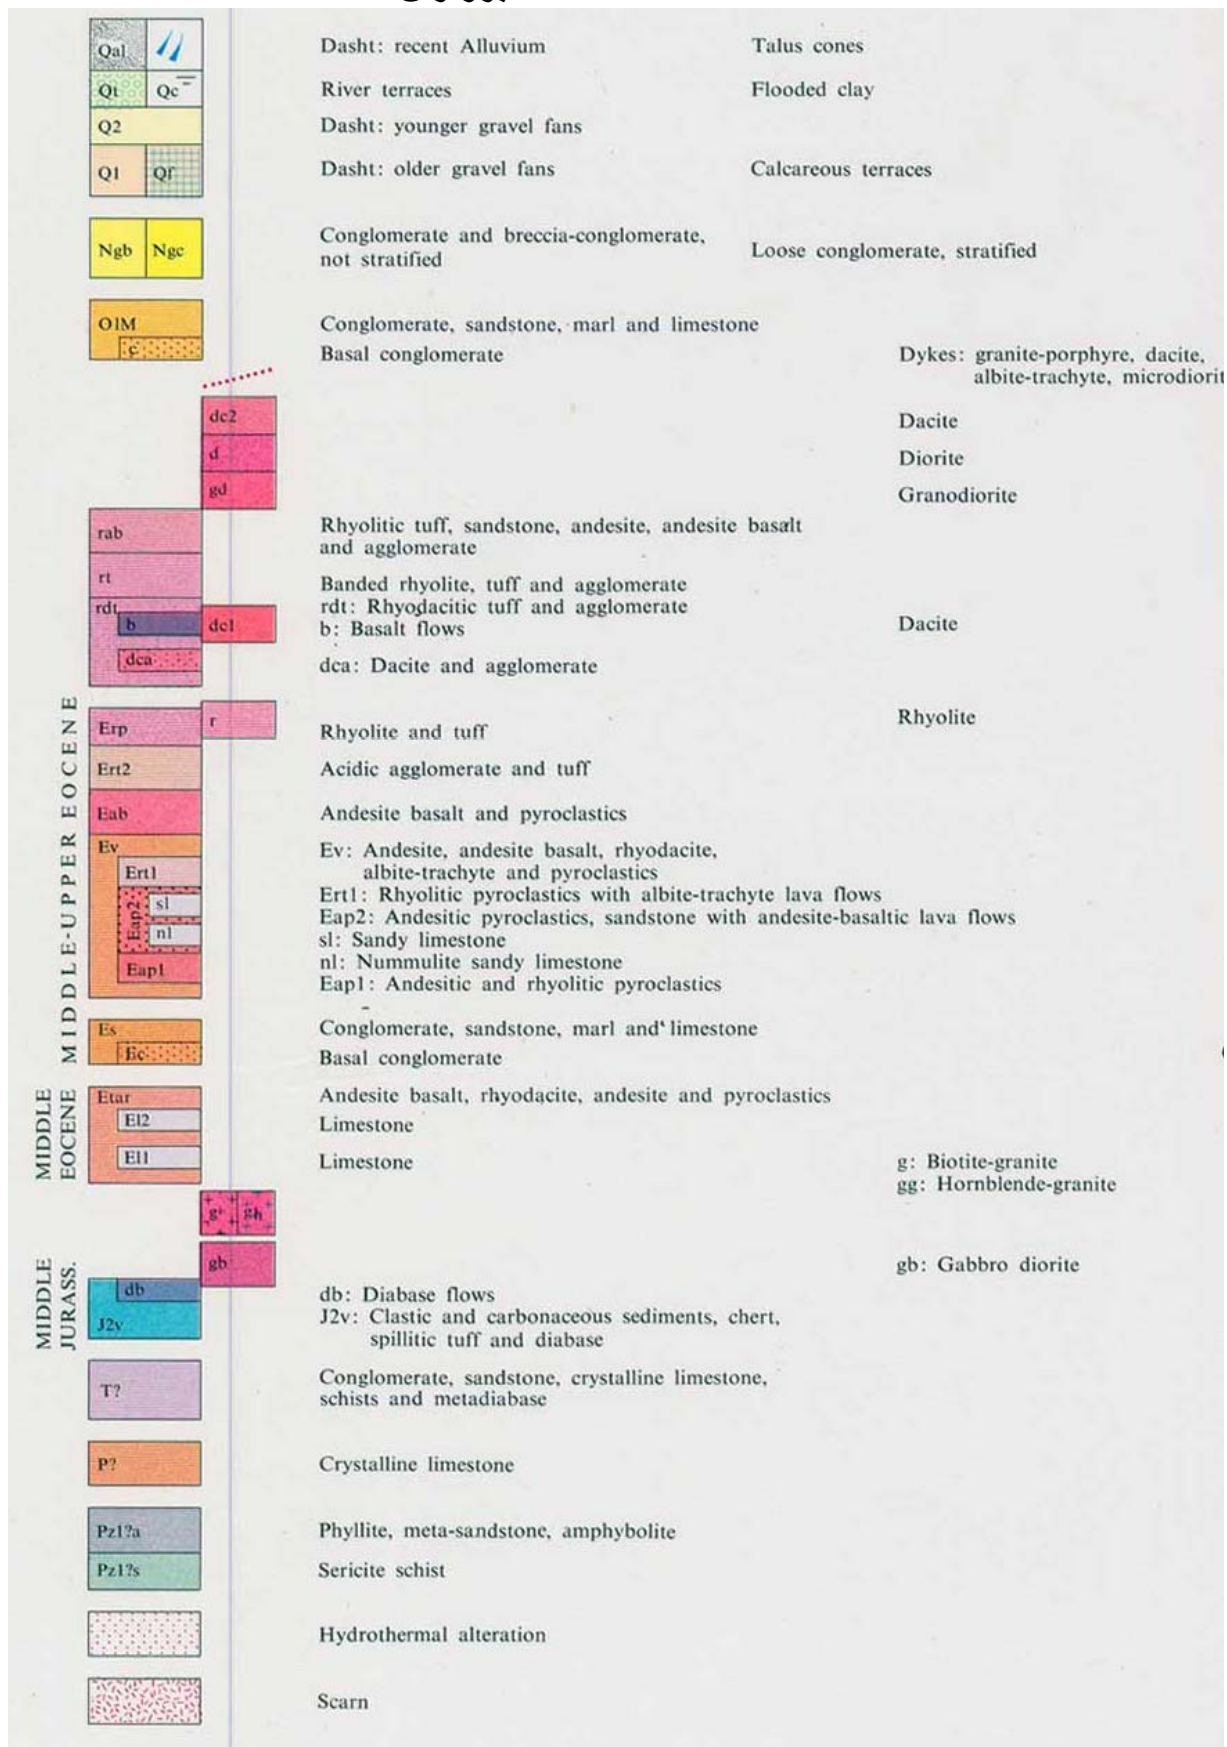 Qal
Dasht: recent Alluvium
Talus cones
Qt
Qc
River terraces
Flooded clay
Q2
Dasht: younger gravel fans
Q1
Qf
Dasht: older gravel fans
Calcareous terraces
Ngb
Ngc
Conglomerate and breccia-conglomerate,
not stratified
Loose conglomerate, stratified
OlM
Conglomerate, sandstone, marl and limestone
c
Basal conglomerate
Dykes: granite-porphyre, dacite,
albite-trachyte, microdiorit
dc2
Dacite
d
Diorite
gd
Granodiorite
rab
Rhyolitic tuff, sandstone, andesite, andesite basalt
and agglomerate
rt
Banded rhyolite, tuff and agglomerate
rdt
rdt: Rhyodacitic tuff and agglomerate
b
dc1
b: Basalt flows
Dacite
dca
dca: Dacite and agglomerate
MIDDLE-UPPER EOCENE
Erp
r
Rhyolite and tuff
Rhyolite
Ert2
Acidic agglomerate and tuff
Eab
Andesite basalt and pyroclastics
Ev
Ev: Andesite, andesite basalt, rhyodacite,
albite-trachyte and pyroclastics
Ert1
Ert1: Rhyolitic pyroclastics with albite-trachyte lava flows
Eap2
Eap2: Andesitic pyroclastics, sandstone with andesite-basaltic lava flows
sl
sl: Sandy limestone
nl
nl: Nummulite sandy limestone
Eap1
Eap1: Andesitic and rhyolitic pyroclastics
Es
Conglomerate, sandstone, marl and limestone
Ec
Basal conglomerate
MIDDLE
EOCENE
Etar
Andesite basalt, rhyodacite, andesite and pyroclastics
El2
Limestone
El1
Limestone
g: Biotite-granite
gg: Hornblende-granite
g
gh
gb
gb: Gabbro diorite
MIDDLE
JURASS.
db
db: Diabase flows
J2v
J2v: Clastic and carbonaceous sediments, chert,
spillitic tuff and diabase
T?
Conglomerate, sandstone, crystalline limestone,
schists and metadiabase
P?
Crystalline limestone
Pz1?a
Phyllite, meta-sandstone, amphybolite
Pz1?s
Sericite schist
Hydrothermal alteration
Scarn